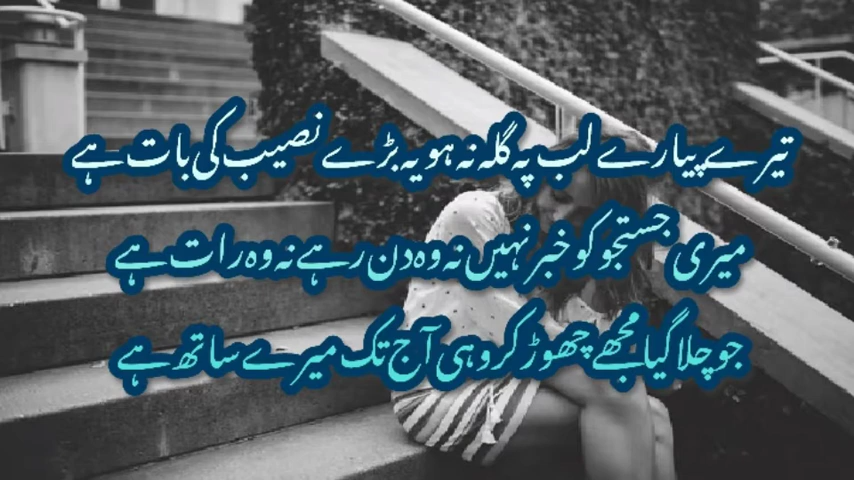 تیرے پیارے لب پہ گلہ نہ ہو یہ بڑے نصیب کی بات ہے
میری جستجو کو خبر نہیں نہ وہ دن رہے نہ وہ رات ہے
جو چلا گیا مجھے چھوڑ کر وہی آج تک میرے ساتھ ہے